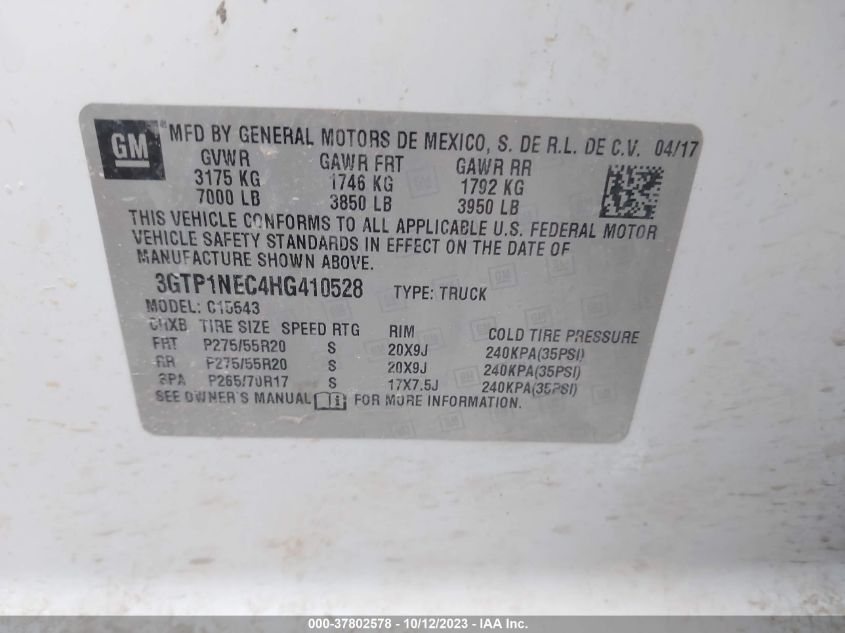 GM
MFD BY GENERAL MOTORS DE MEXICO, S. DE R.L. DE C.V. 04/17
GVWR GAWR FRT GAWR RR
3175 KG 1746 KG 1792 KG
7000 LB 3850 LB 3950 LB
THIS VEHICLE CONFORMS TO ALL APPLICABLE U.S. FEDERAL MOTOR
VEHICLE SAFETY STANDARDS IN EFFECT ON THE DATE OF
MANUFACTURE SHOWN ABOVE.
3GTP1NEC4HG410528 TYPE: TRUCK
MODEL: C15543
CHXB TIRE SIZE SPEED RTG RIM COLD TIRE PRESSURE
FRT P275/55R20 S 20X9J 240KPA(35PSI)
RR P275/55R20 S 20X9J 240KPA(35PSI)
SPA P265/70R17 S 17X7.5J 240KPA(35PSI)
SEE OWNER'S MANUAL FOR MORE INFORMATION.
000-37802578 - 10/12/2023 - IAA Inc.